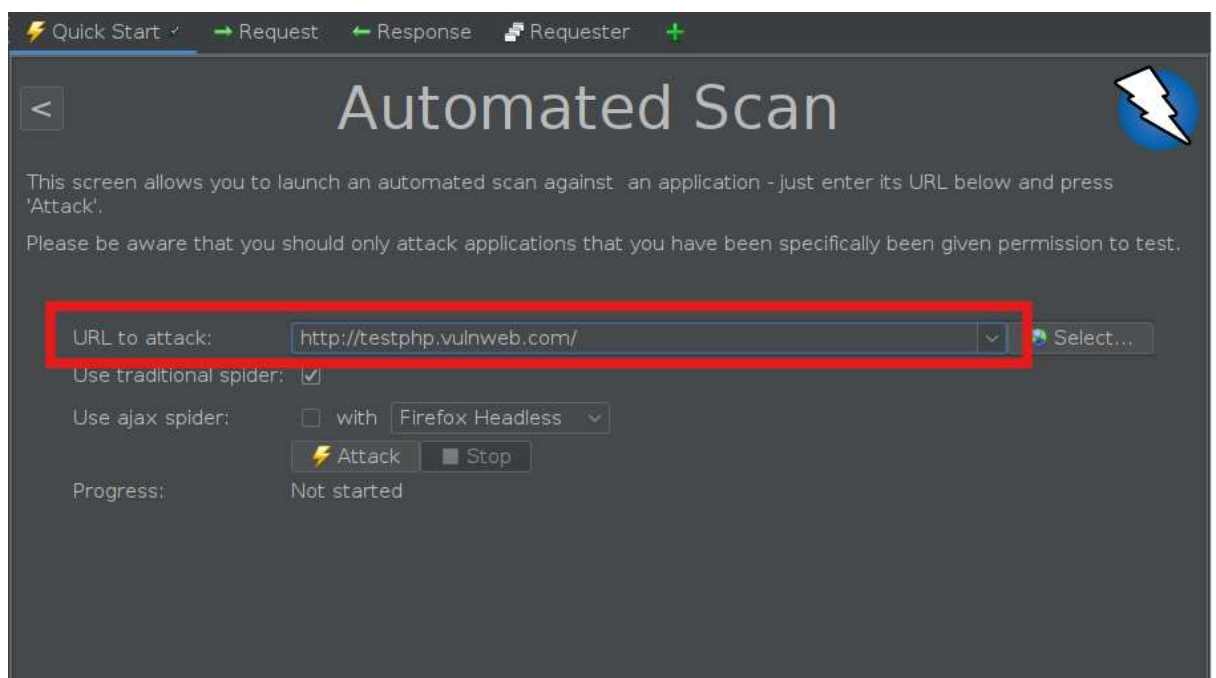 Quick Start
Request
Response
Requester
<
Automated Scan
This screen allows you to launch an automated scan against an application - just enter its URL below and press
'Attack'.
Please be aware that you should only attack applications that you have been specifically been given permission to test.
URL to attack: http://testphp.vulnweb.com/ Select...
Use traditional spider:
Use ajax spider: with Firefox Headless
Attack Stop
Progress: Not started